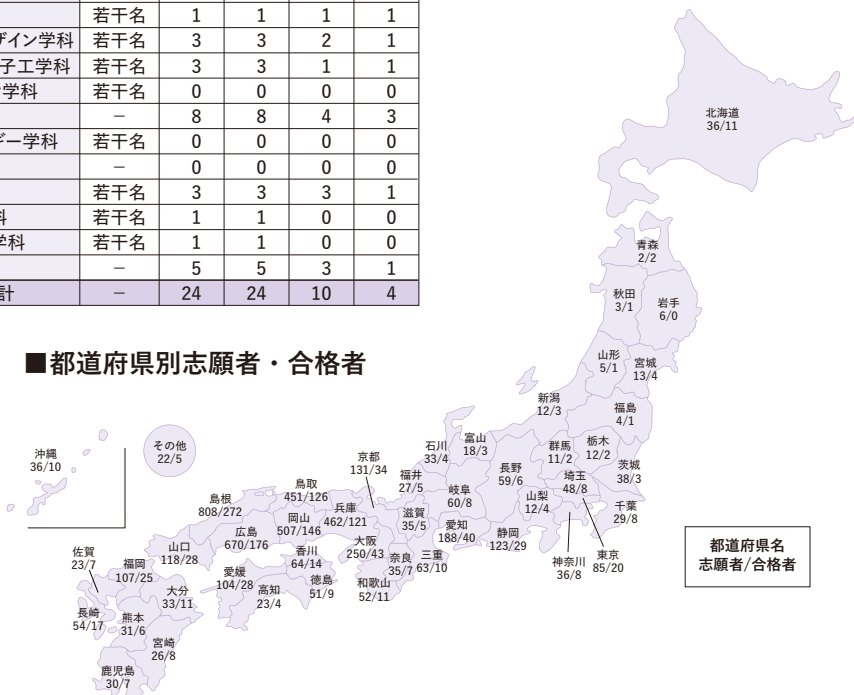 若干名 1 1 1 1
ザイン学科 若干名 3 3 2 1
子工学科 若干名 3 3 1 1
学科 若干名 0 0 0 0
− 8 8 4 3
ギー学科 若干名 0 0 0 0
− 0 0 0 0
若干名 3 3 3 1
科 若干名 1 1 0 0
学科 若干名 1 1 0 0
− 5 5 3 1
計 − 24 24 10 4
■都道府県別志願者・合格者
北海道
36/11
青森
2/2
秋田
3/1
岩手
6/0
山形
5/1
宮城
13/4
新潟
12/3
福島
4/1
群馬
11/2
栃木
12/2
茨城
38/3
埼玉
48/8
千葉
29/8
東京
85/20
神奈川
36/8
山梨
12/4
長野
59/6
静岡
123/29
富山
18/3
石川
33/4
福井
27/5
岐阜
60/8
愛知
188/40
三重
63/10
滋賀
35/5
京都
131/34
奈良
35/7
和歌山
52/11
大阪
250/43
兵庫
462/121
鳥取
451/126
島根
808/272
岡山
507/146
広島
670/176
山口
118/28
香川
64/14
徳島
51/9
愛媛
104/28
高知
23/4
福岡
107/25
佐賀
23/7
長崎
54/17
大分
33/11
熊本
31/6
宮崎
26/8
鹿児島
30/7
沖縄
36/10
その他
22/5
都道府県名
志願者/合格者